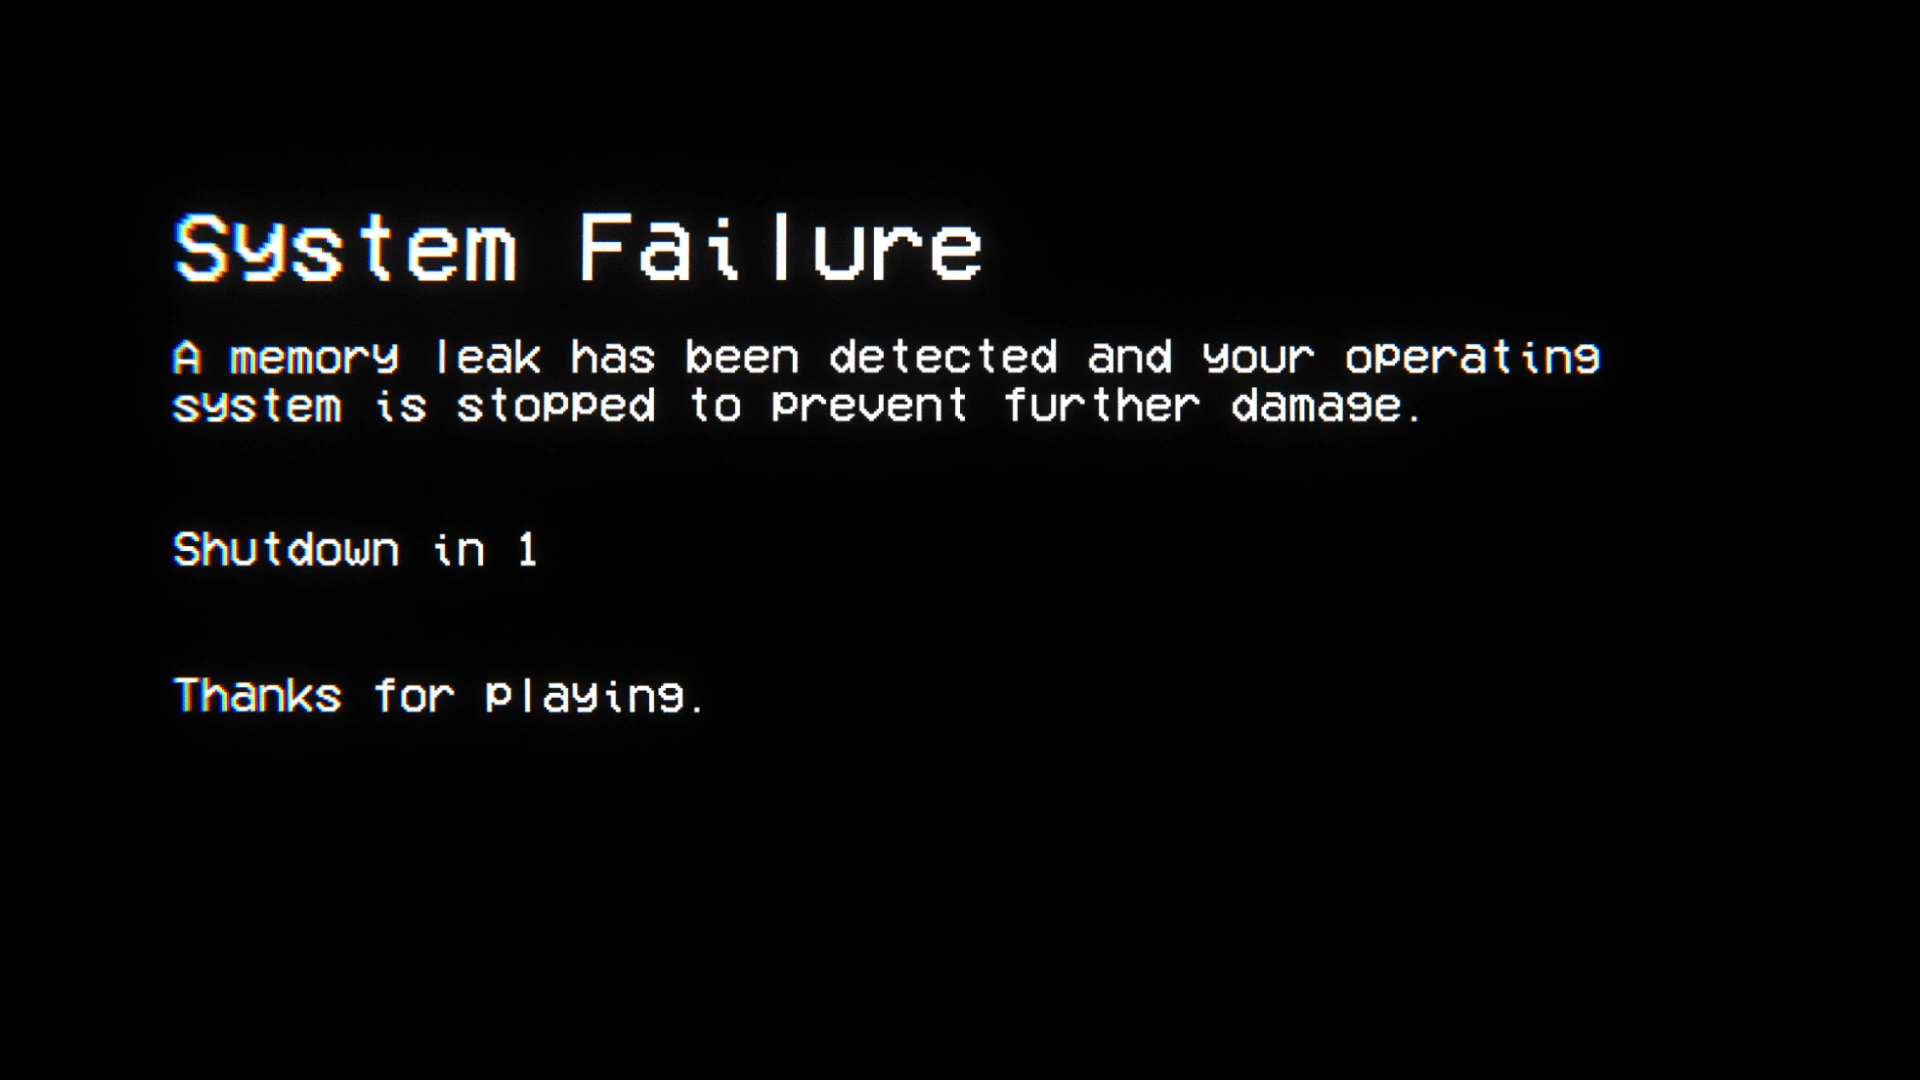 System Failure
A memory leak has been detected and your operating
system is stopped to prevent further damage.
Shutdown in 1
Thanks for playing.